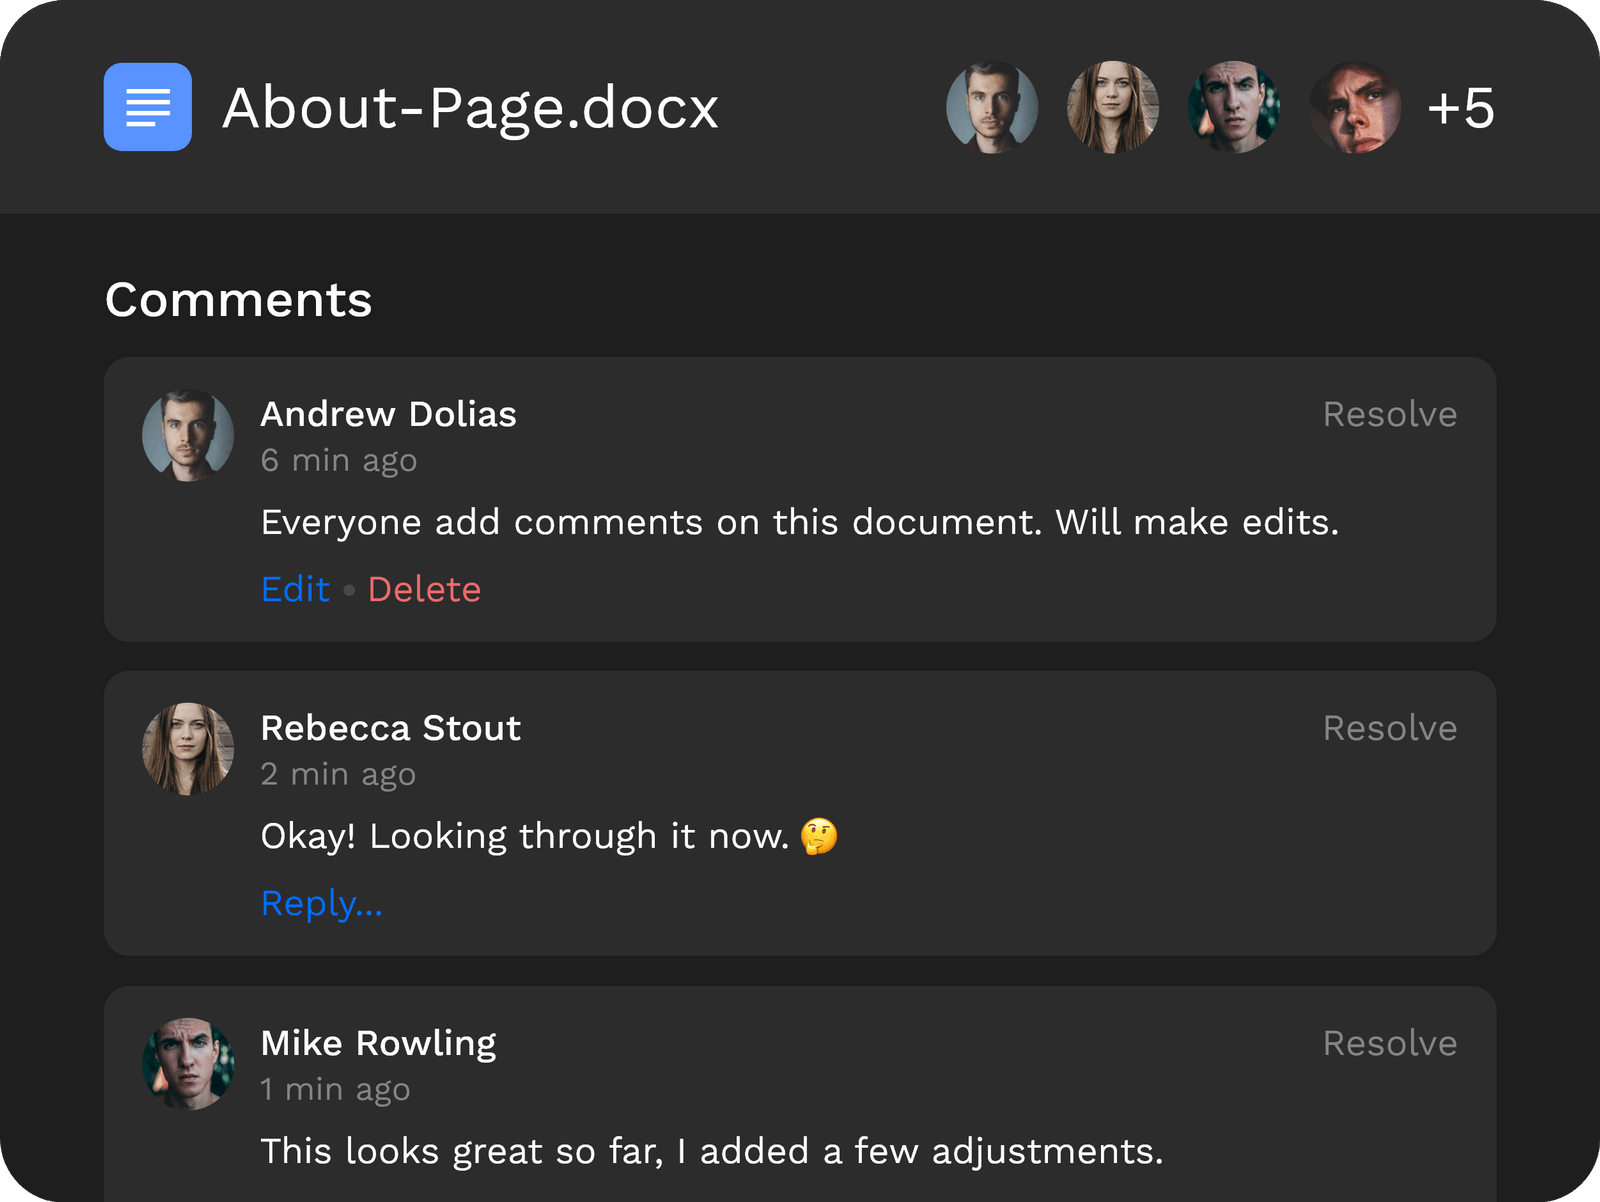 About-Page.docx
+5
Comments
Andrew Dolias
Resolve
6 min ago
Everyone add comments on this document. Will make edits.
Edit • Delete
Rebecca Stout
Resolve
2 min ago
Okay! Looking through it now. 🤔
Reply...
Mike Rowling
Resolve
1 min ago
This looks great so far, I added a few adjustments.